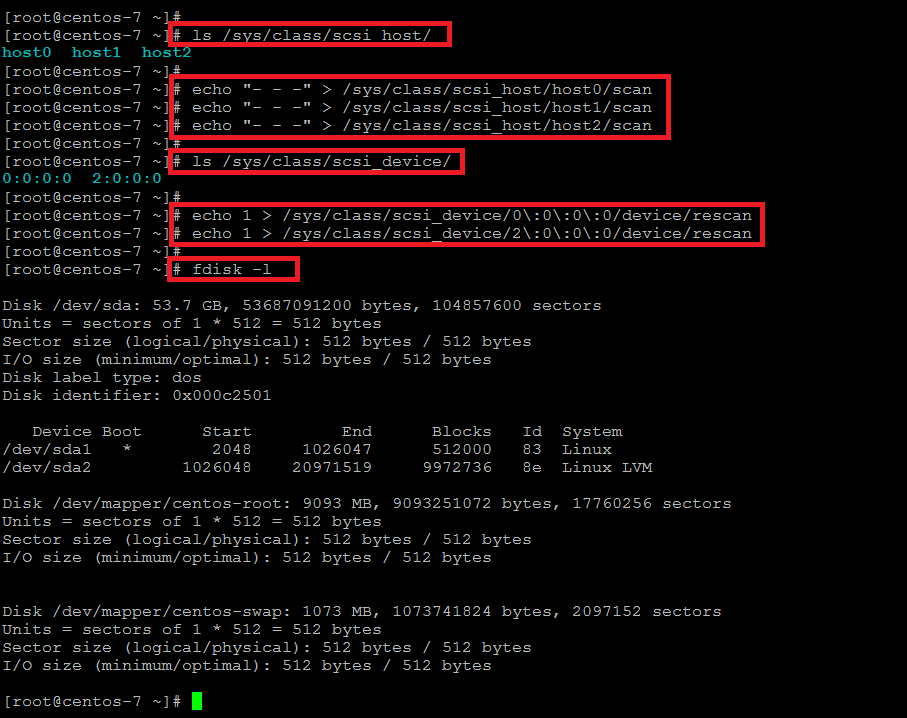 [root@centos-7 ~]#
[root@centos-7 ~]# ls /sys/class/scsi_host/
host0  host1  host2
[root@centos-7 ~]#
[root@centos-7 ~]# echo "- - -" > /sys/class/scsi_host/host0/scan
[root@centos-7 ~]# echo "- - -" > /sys/class/scsi_host/host1/scan
[root@centos-7 ~]# echo "- - -" > /sys/class/scsi_host/host2/scan
[root@centos-7 ~]#
[root@centos-7 ~]# ls /sys/class/scsi_device/
0:0:0:0  2:0:0:0
[root@centos-7 ~]#
[root@centos-7 ~]# echo 1 > /sys/class/scsi_device/0\:0\:0\:0/device/rescan
[root@centos-7 ~]# echo 1 > /sys/class/scsi_device/2\:0\:0\:0/device/rescan
[root@centos-7 ~]#
[root@centos-7 ~]# fdisk -l
Disk /dev/sda: 53.7 GB, 53687091200 bytes, 104857600 sectors
Units = sectors of 1 * 512 = 512 bytes
Sector size (logical/physical): 512 bytes / 512 bytes
I/O size (minimum/optimal): 512 bytes / 512 bytes
Disk label type: dos
Disk identifier: 0x000c2501
   Device Boot      Start         End      Blocks   Id  System
/dev/sda1   *        2048     1026047      512000   83  Linux
/dev/sda2         1026048    20971519     9972736   8e  Linux LVM
Disk /dev/mapper/centos-root: 9093 MB, 9093251072 bytes, 17760256 sectors
Units = sectors of 1 * 512 = 512 bytes
Sector size (logical/physical): 512 bytes / 512 bytes
I/O size (minimum/optimal): 512 bytes / 512 bytes
Disk /dev/mapper/centos-swap: 1073 MB, 1073741824 bytes, 2097152 sectors
Units = sectors of 1 * 512 = 512 bytes
Sector size (logical/physical): 512 bytes / 512 bytes
I/O size (minimum/optimal): 512 bytes / 512 bytes
[root@centos-7 ~]#